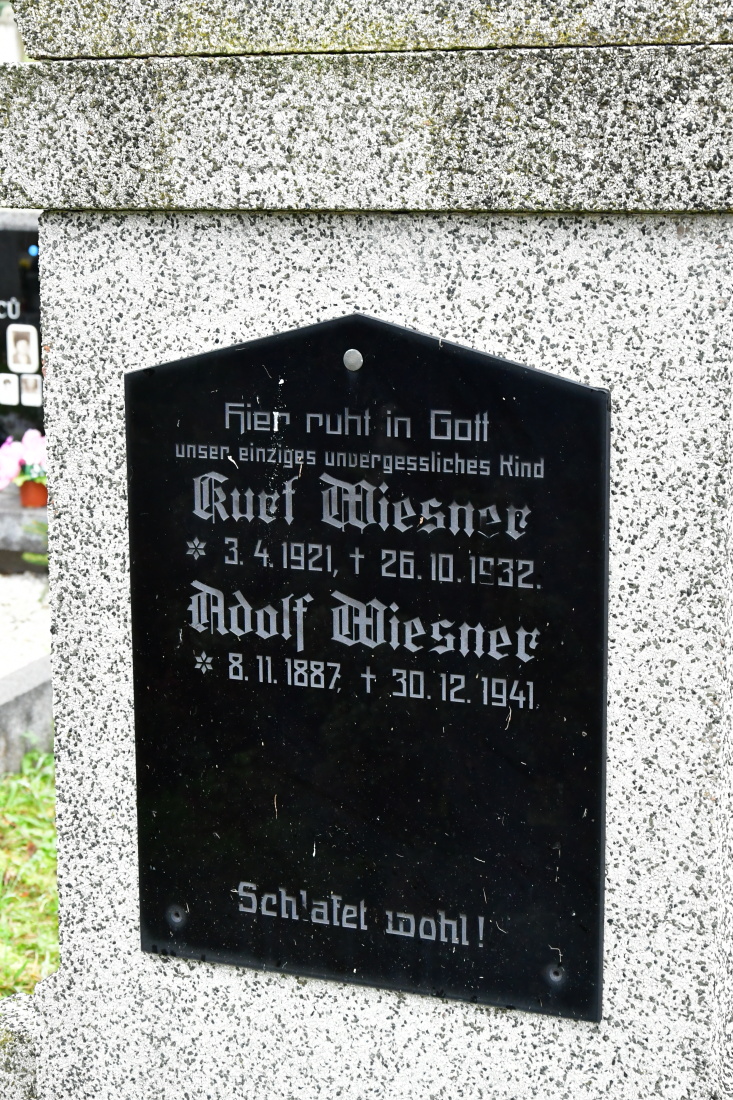 ců
Hier ruht in Gott
unser einziges unvergessliches Kind
Kurt Wiesner
* 3. 4. 1921, † 26. 10. 1932.
Adolf Wiesner
* 8. 11. 1887, † 30. 12. 1941.
Schlafet wohl!